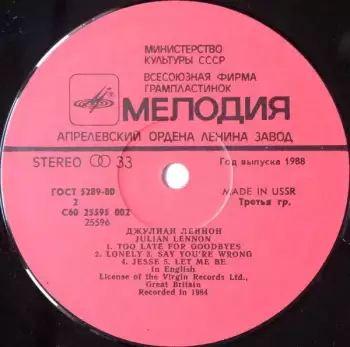 МИНИСТЕРСТВО
КУЛЬТУРЫ СССР
ВСЕСОЮЗНАЯ ФИРМА
ГРАМПЛАСТИНОК
МЕЛОДИЯ
АПРЕЛЕВСКИЙ ОРДЕНА ЛЕНИНА ЗАВОД
STEREO 33
Год выпуска 1988
ГОСТ 5289-80
MADE IN USSR
2
Третья гр.
С60 25595 002
25596
ДЖУЛИАН ЛЕННОН
JULIAN LENNON
1. TOO LATE FOR GOODBYES
2. LONELY 3. SAY YOU'RE WRONG
4. JESSE 5. LET ME BE
In English
License of the Virgin Records Ltd.,
Great Britain
Recorded in 1984